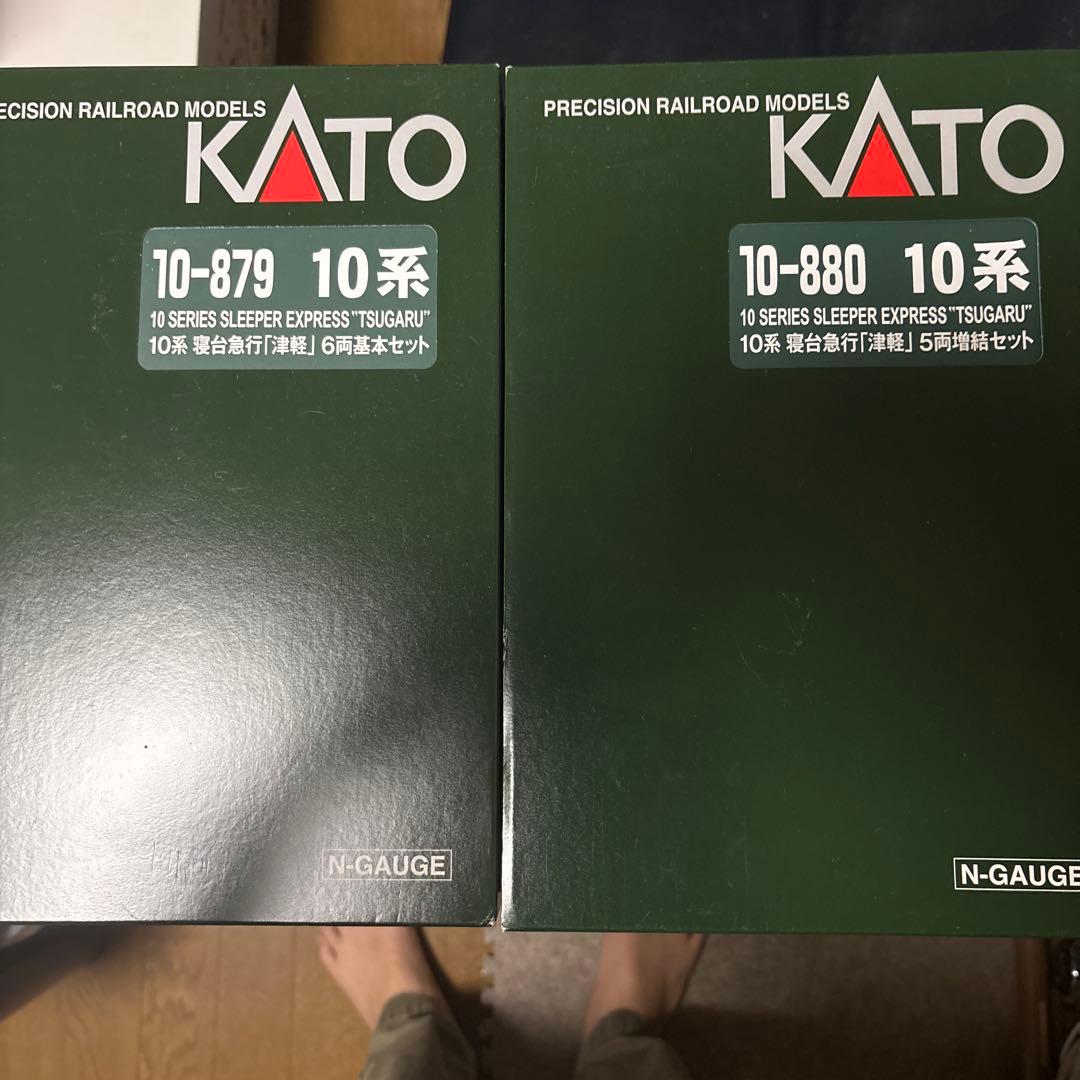 ECISION RAILROAD MODELS
KATO
10-879 10系
10 SERIES SLEEPER EXPRESS "TSUGARU"
10系 寝台急行「津軽」 6両基本セット
N-GAUGE
PRECISION RAILROAD MODELS
KATO
10-880 10系
10 SERIES SLEEPER EXPRESS "TSUGARU"
10系 寝台急行「津軽」 5両増結セット
N-GAUGE